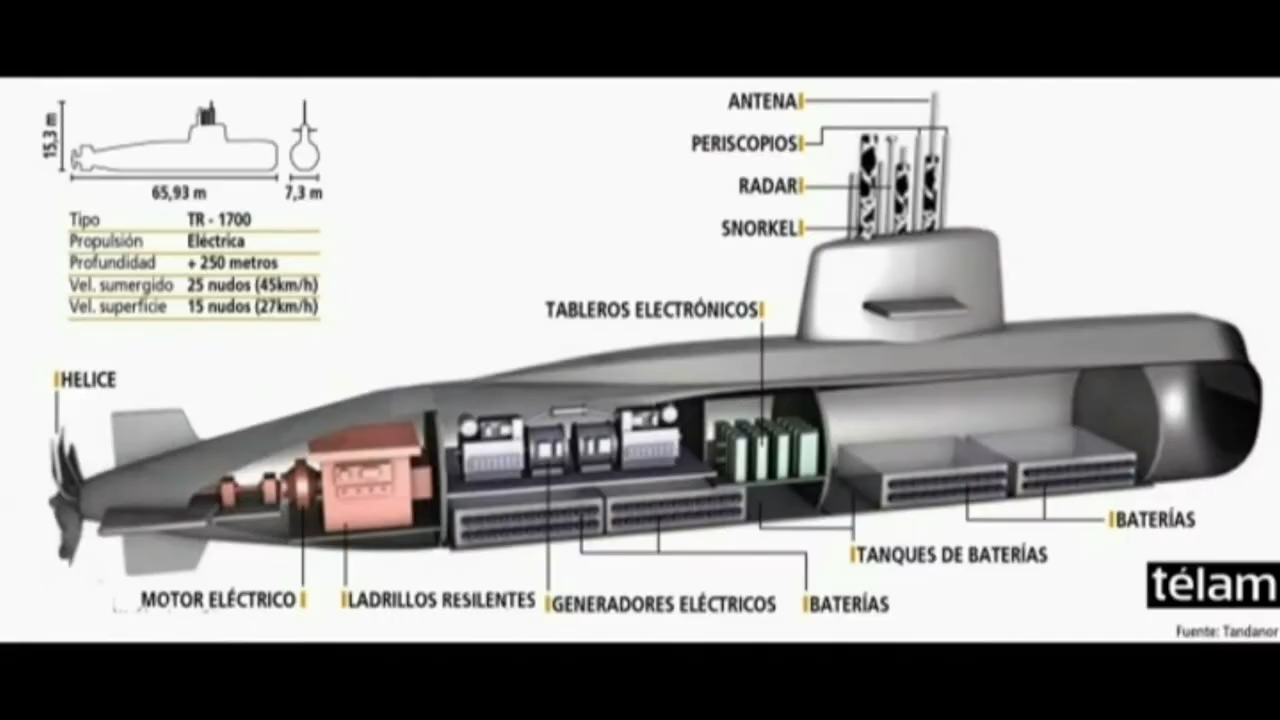 15,3 m
65,93 m
7,3 m
Tipo TR - 1700
Propulsión Eléctrica
Profundidad + 250 metros
Vel. sumergido 25 nudos (45km/h)
Vel. superficie 15 nudos (27km/h)
ANTENA
PERISCOPIOS
RADAR
SNORKEL
TABLEROS ELECTRÓNICOS
HELICE
BATERÍAS
TANQUES DE BATERÍAS
MOTOR ELÉCTRICO
LADRILLOS RESILENTES
GENERADORES ELÉCTRICOS
BATERÍAS
télam
Fuente: Tandanor